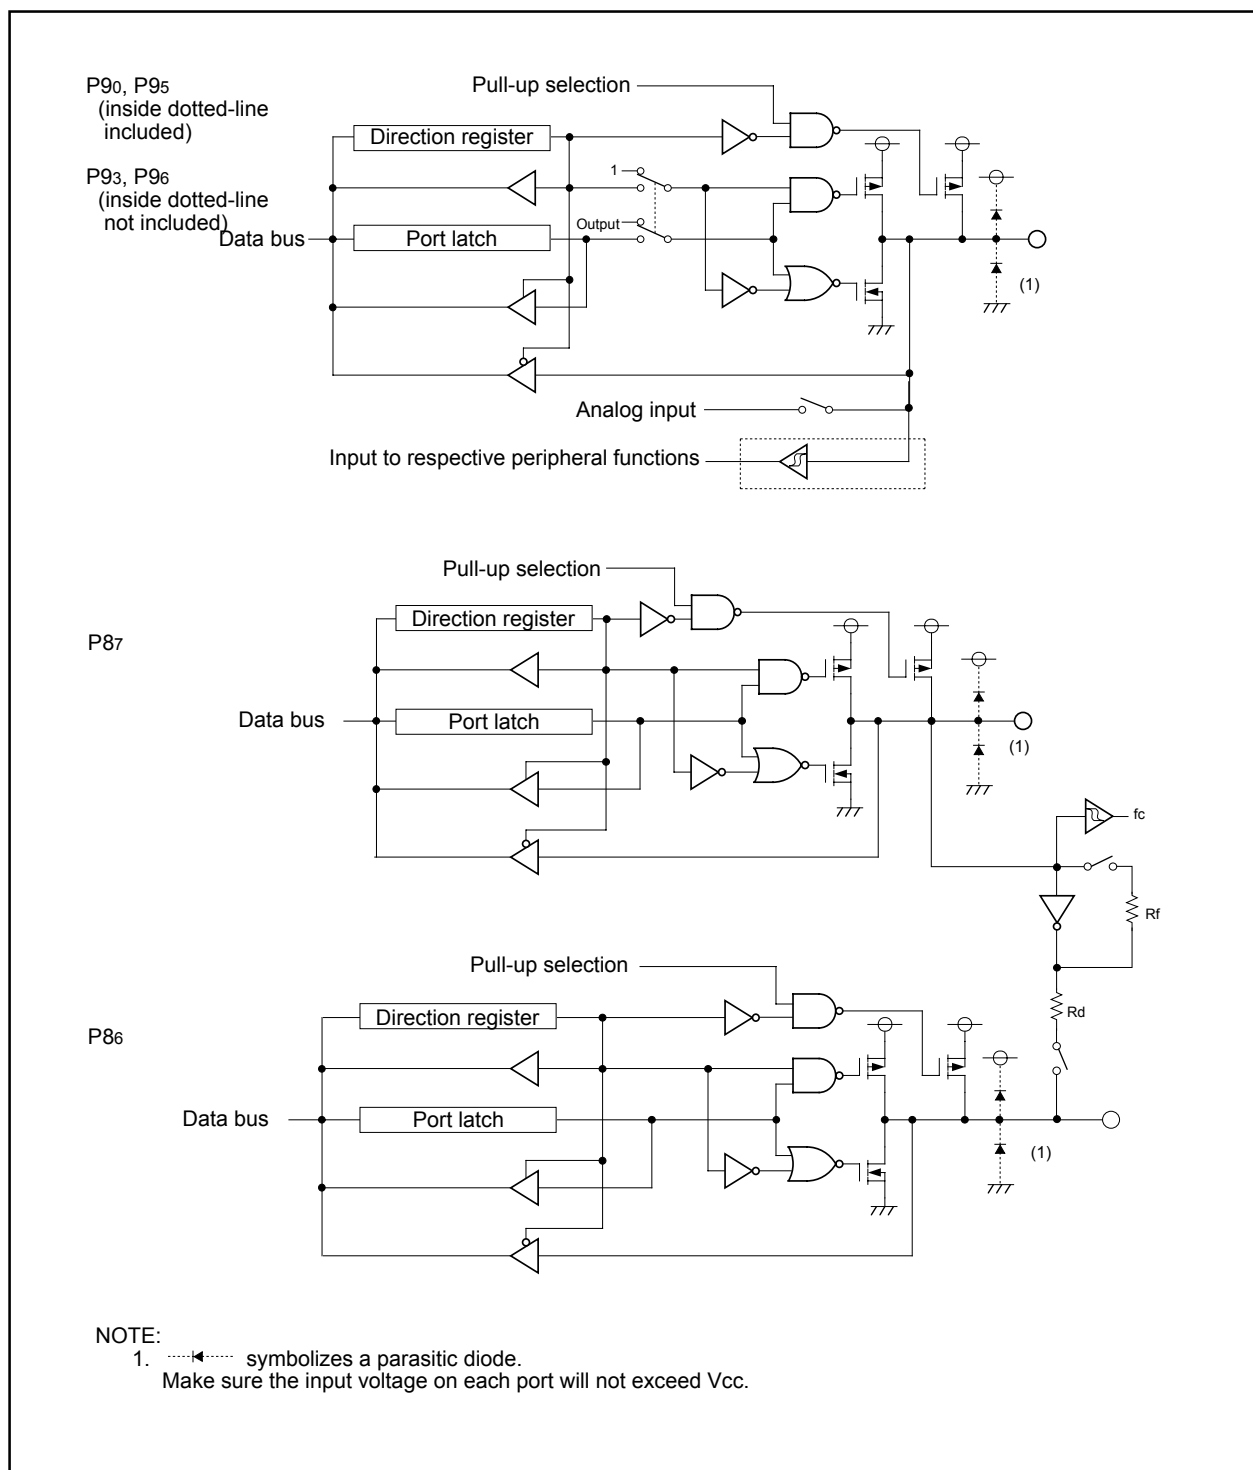 Pull-up selection
P90, P95
(inside dotted-line
included)
Direction register
P93, P96
(inside dotted-line
not included)
1
Output
Data bus
Port latch
(1)
Analog input
Input to respective peripheral functions
Pull-up selection
Direction register
P87
Data bus
Port latch
(1)
fc
Rf
Pull-up selection
Rd
Direction register
P86
Data bus
Port latch
(1)
NOTE:
1. symbolizes a parasitic diode.
Make sure the input voltage on each port will not exceed Vcc.